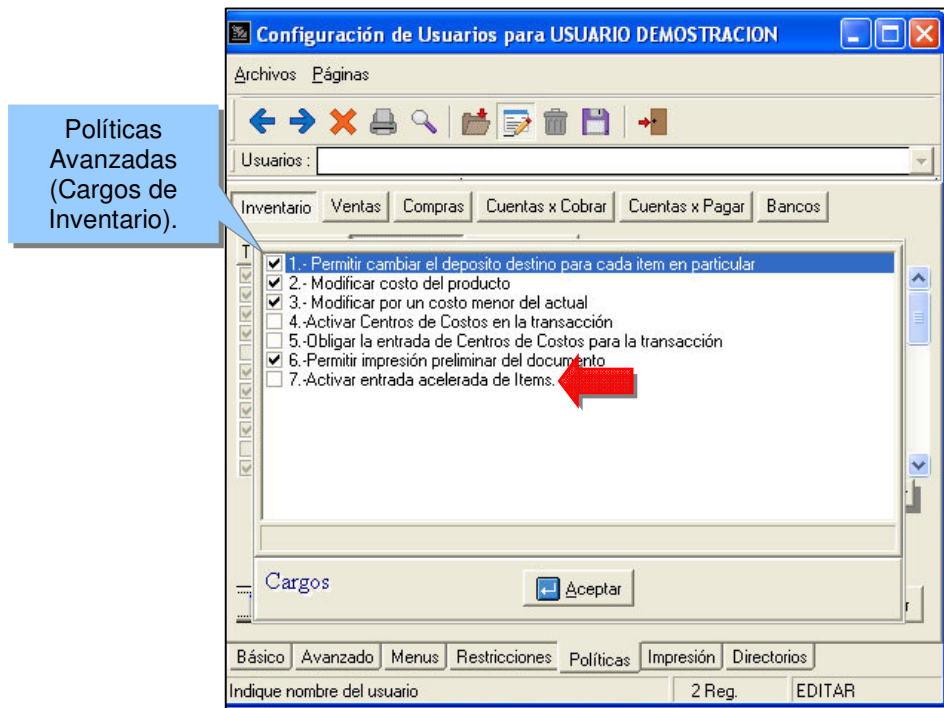 Configuración de Usuarios para USUARIO DEMOSTRACION
Archivos Páginas
Políticas
Avanzadas
(Cargos de
Inventario).
Usuarios :
Inventario Ventas Compras Cuentas x Cobrar Cuentas x Pagar Bancos
T
1.- Permitir cambiar el deposito destino para cada item en particular
2.- Modificar costo del producto
3.- Modificar por un costo menor del actual
4.-Activar Centros de Costos en la transacción
5.-Obligar la entrada de Centros de Costos para la transacción
6.-Permitir impresión preliminar del documento
7.-Activar entrada acelerada de Items.
Cargos
Aceptar
r
Básico Avanzado Menus Restricciones Políticas Impresión Directorios
Indique nombre del usuario 2 Reg. EDITAR